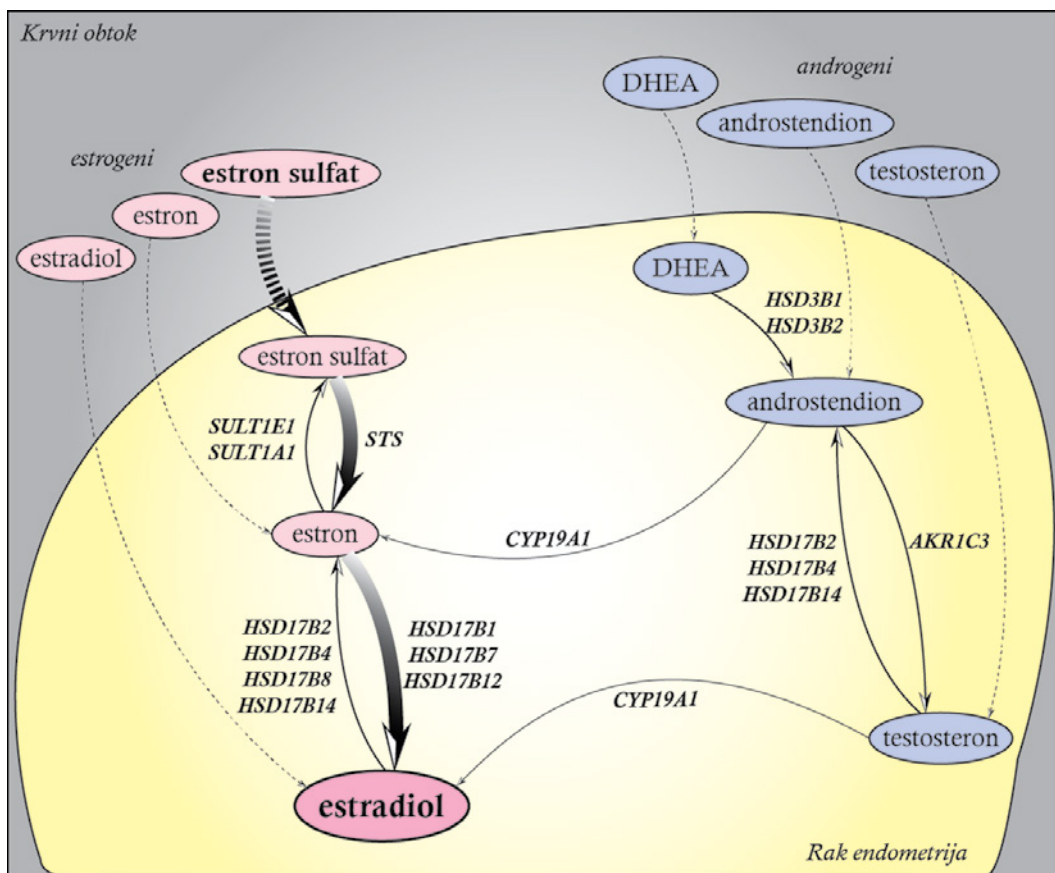 Krvni obtok
androgeni
DHEA
androstendion
testosteron
estrogeni
estron sulfat
estron
estradiol
DHEA
HSD3B1
HSD3B2
estron sulfat
androstendion
SULT1E1
SULT1A1
STS
estron
CYP19A1
HSD17B2
HSD17B4
HSD17B14
AKR1C3
HSD17B2
HSD17B4
HSD17B8
HSD17B14
HSD17B1
HSD17B7
HSD17B12
CYP19A1
testosteron
estradiol
Rak endometrija